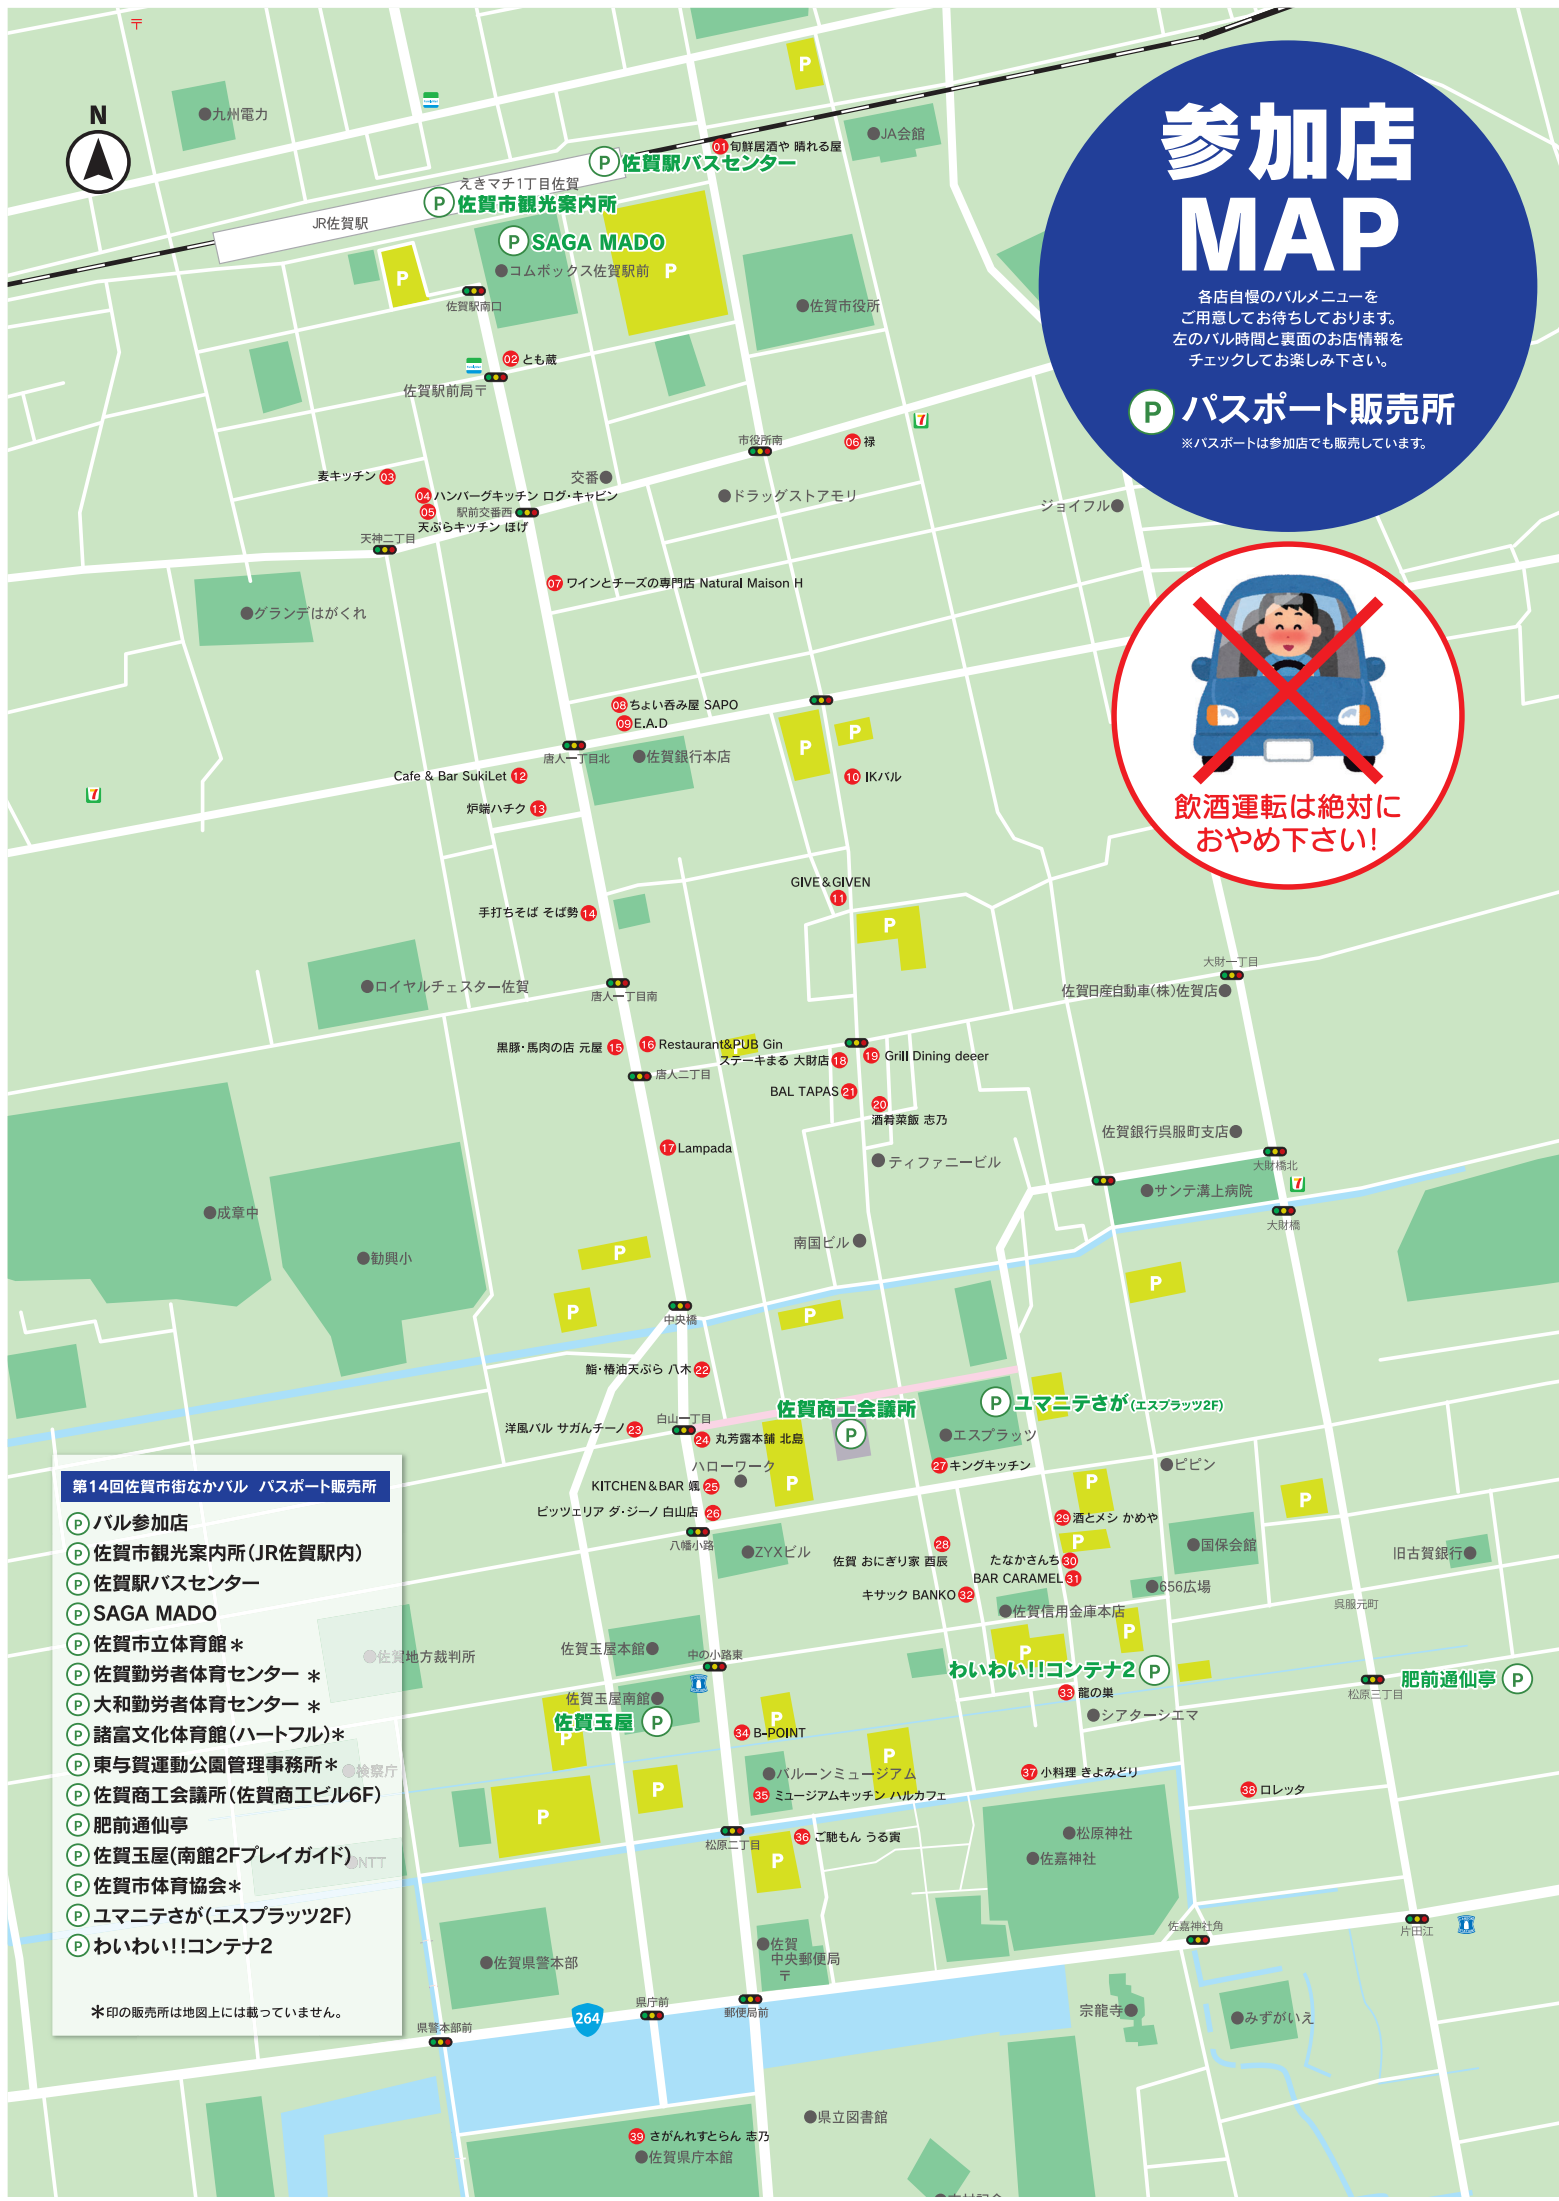 〒
N
●九州電力
P
●JA会館
01 旬鮮居酒や 晴れる屋
P 佐賀駅バスセンター
えきマチ1丁目佐賀
P 佐賀市観光案内所
JR佐賀駅
P SAGA MADO
●コムボックス佐賀駅前
P
P
●佐賀市役所
佐賀駅南口
参加店
MAP
各店自慢のバルメニューを
ご用意してお待ちしております。
左のバル時間と裏面のお店情報を
チェックしてお楽しみ下さい。
P パスポート販売所
※パスポートは参加店でも販売しています。
02 とも蔵
佐賀駅前局〒
7
市役所南
06 禄
麦キッチン 03
交番●
04 ハンバーグキッチン ログ・キャビン
●ドラッグストアモリ
ジョイフル●
05
駅前交番西
天ぷらキッチン ほげ
天神二丁目
07 ワインとチーズの専門店 Natural Maison H
●グランデはがくれ
飲酒運転は絶対に
おやめ下さい!
08 ちょい呑み屋 SAPO
09 E.A.D
唐人一丁目北
●佐賀銀行本店
P
P
Cafe & Bar SukiLet 12
10 IKバル
7
炉端ハチク 13
GIVE&GIVEN
11
手打ちそば そば勢 14
P
大財一丁目
●ロイヤルチェスター佐賀
唐人一丁目南
佐賀日産自動車(株)佐賀店●
黒豚・馬肉の店 元屋 15
16 Restaurant&PUB Gin
P
ステーキまる 大財店 18
19 Grill Dining deeer
唐人二丁目
BAL TAPAS 21
20
酒肴菜飯 志乃
佐賀銀行呉服町支店●
17 Lampada
●ティファニービル
大財橋北
●サンテ溝上病院
7
●成章中
大財橋
南国ビル●
●勧興小
P
P
P
P
中央橋
鮨・椿油天ぷら 八木 22
佐賀商工会議所
P
P ユマニテさが(エスプラッツ2F)
白山一丁目
洋風バル サガんチーノ 23
24 丸芳露本舗 北島
●エスプラッツ
ハローワーク
●
27 キングキッチン
●ピピン
KITCHEN&BAR 颯 25
P
P
P
ピッツェリア ダ・ジーノ 白山店 26
29 酒とメシ かめや
八幡小路
●ZYXビル
28
佐賀 おにぎり家 酉辰
P
たなかさんち 30
●国保会館
旧古賀銀行●
BAR CARAMEL 31
●656広場
キサック BANKO 32
呉服元町
●佐賀信用金庫本店
P
P
佐賀玉屋本館●
中の小路東
わいわい!!コンテナ2 P
肥前通仙亭 P
松原三丁目
佐賀玉屋南館●
33 龍の巣
佐賀玉屋 P
●シアターシエマ
P
P
34 B-POINT
P
●バルーンミュージアム
37 小料理 きよみどり
P
P
35 ミュージアムキッチン ハルカフェ
38 ロレッタ
松原二丁目
36 ご馳もん うる寅
●松原神社
P
●佐嘉神社
佐嘉神社角
片田江
●佐賀
中央郵便局
〒
●佐賀県警本部
県庁前
郵便局前
264
宗龍寺●
●みずがいえ
県警本部前
●県立図書館
39 さがんれすとらん 志乃
●佐賀県庁本館
第14回佐賀市街なかバル パスポート販売所
P バル参加店
P 佐賀市観光案内所(JR佐賀駅内)
P 佐賀駅バスセンター
P SAGA MADO
P 佐賀市立体育館*
P 佐賀勤労者体育センター *
P 大和勤労者体育センター *
P 諸富文化体育館(ハートフル)*
P 東与賀運動公園管理事務所*
P 佐賀商工会議所(佐賀商工ビル6F)
P 肥前通仙亭
P 佐賀玉屋(南館2Fプレイガイド)
P 佐賀市体育協会*
P ユマニテさが(エスプラッツ2F)
P わいわい!!コンテナ2
*印の販売所は地図上には載っていません。
●佐賀地方裁判所
●検察庁
●NTT